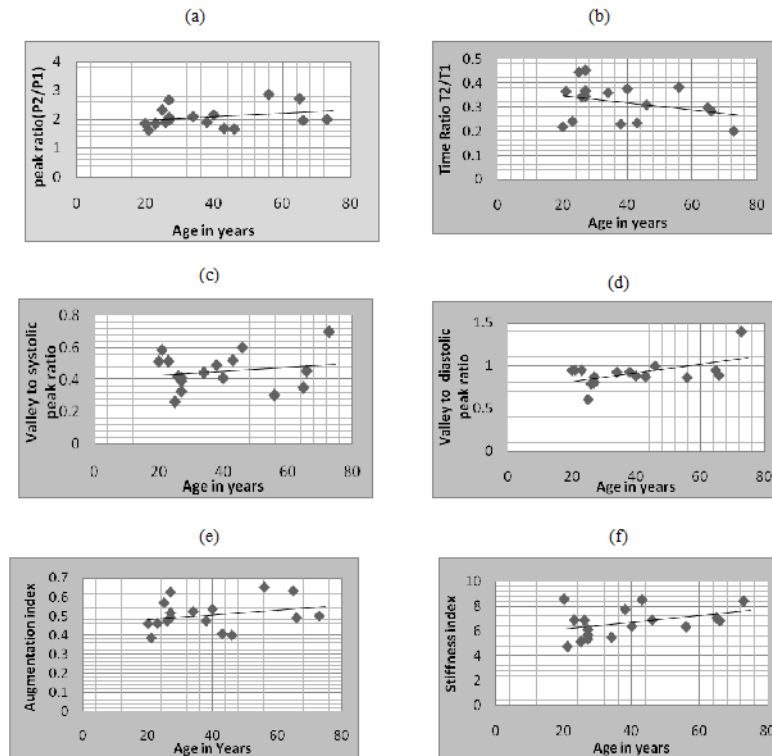 (a)
peak ratio(P2/P1)
4
3
2
1
0
0 20 40 60 80
Age in years
(b)
Time Ratio T2/T1
0.5
0.4
0.3
0.2
0.1
0
0 20 40 60 80
Age in years
(c)
Valley to systolic
peak ratio
0.8
0.6
0.4
0.2
0
0 20 40 60 80
Age in years
(d)
Valley to diastolic
peak ratio
1.5
1
0.5
0
0 20 40 60 80
Age in years
(e)
Augmentation index
0.7
0.6
0.5
0.4
0.3
0.2
0.1
0
0 20 40 60 80
Age in Years
(f)
Stiffness index
10
8
6
4
2
0
0 20 40 60 80
Age in years